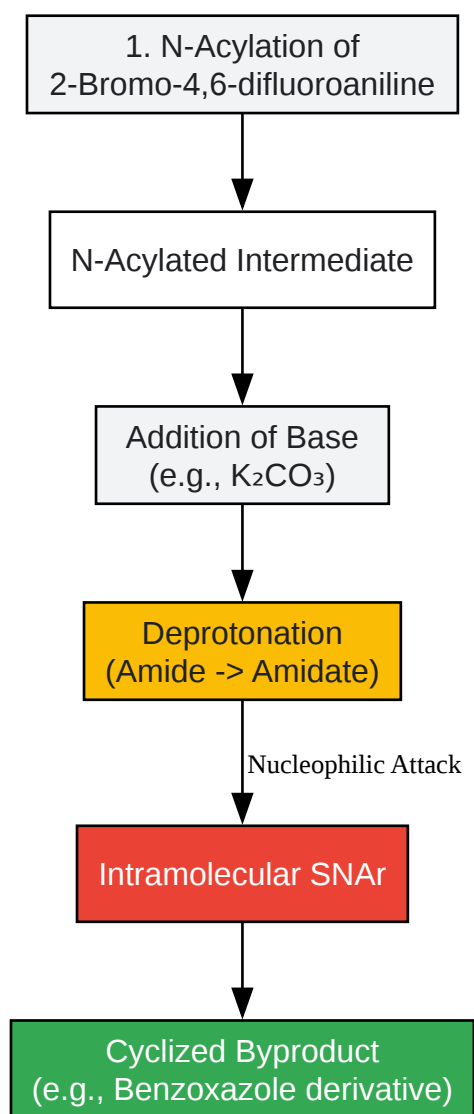 1. N-Acylation of
2-Bromo-4,6-difluoroaniline
N-Acylated Intermediate
Addition of Base
(e.g., K₂CO₃)
Deprotonation
(Amide -> Amidate)
Nucleophilic Attack
Intramolecular SNAr
Cyclized Byproduct
(e.g., Benzoxazole derivative)